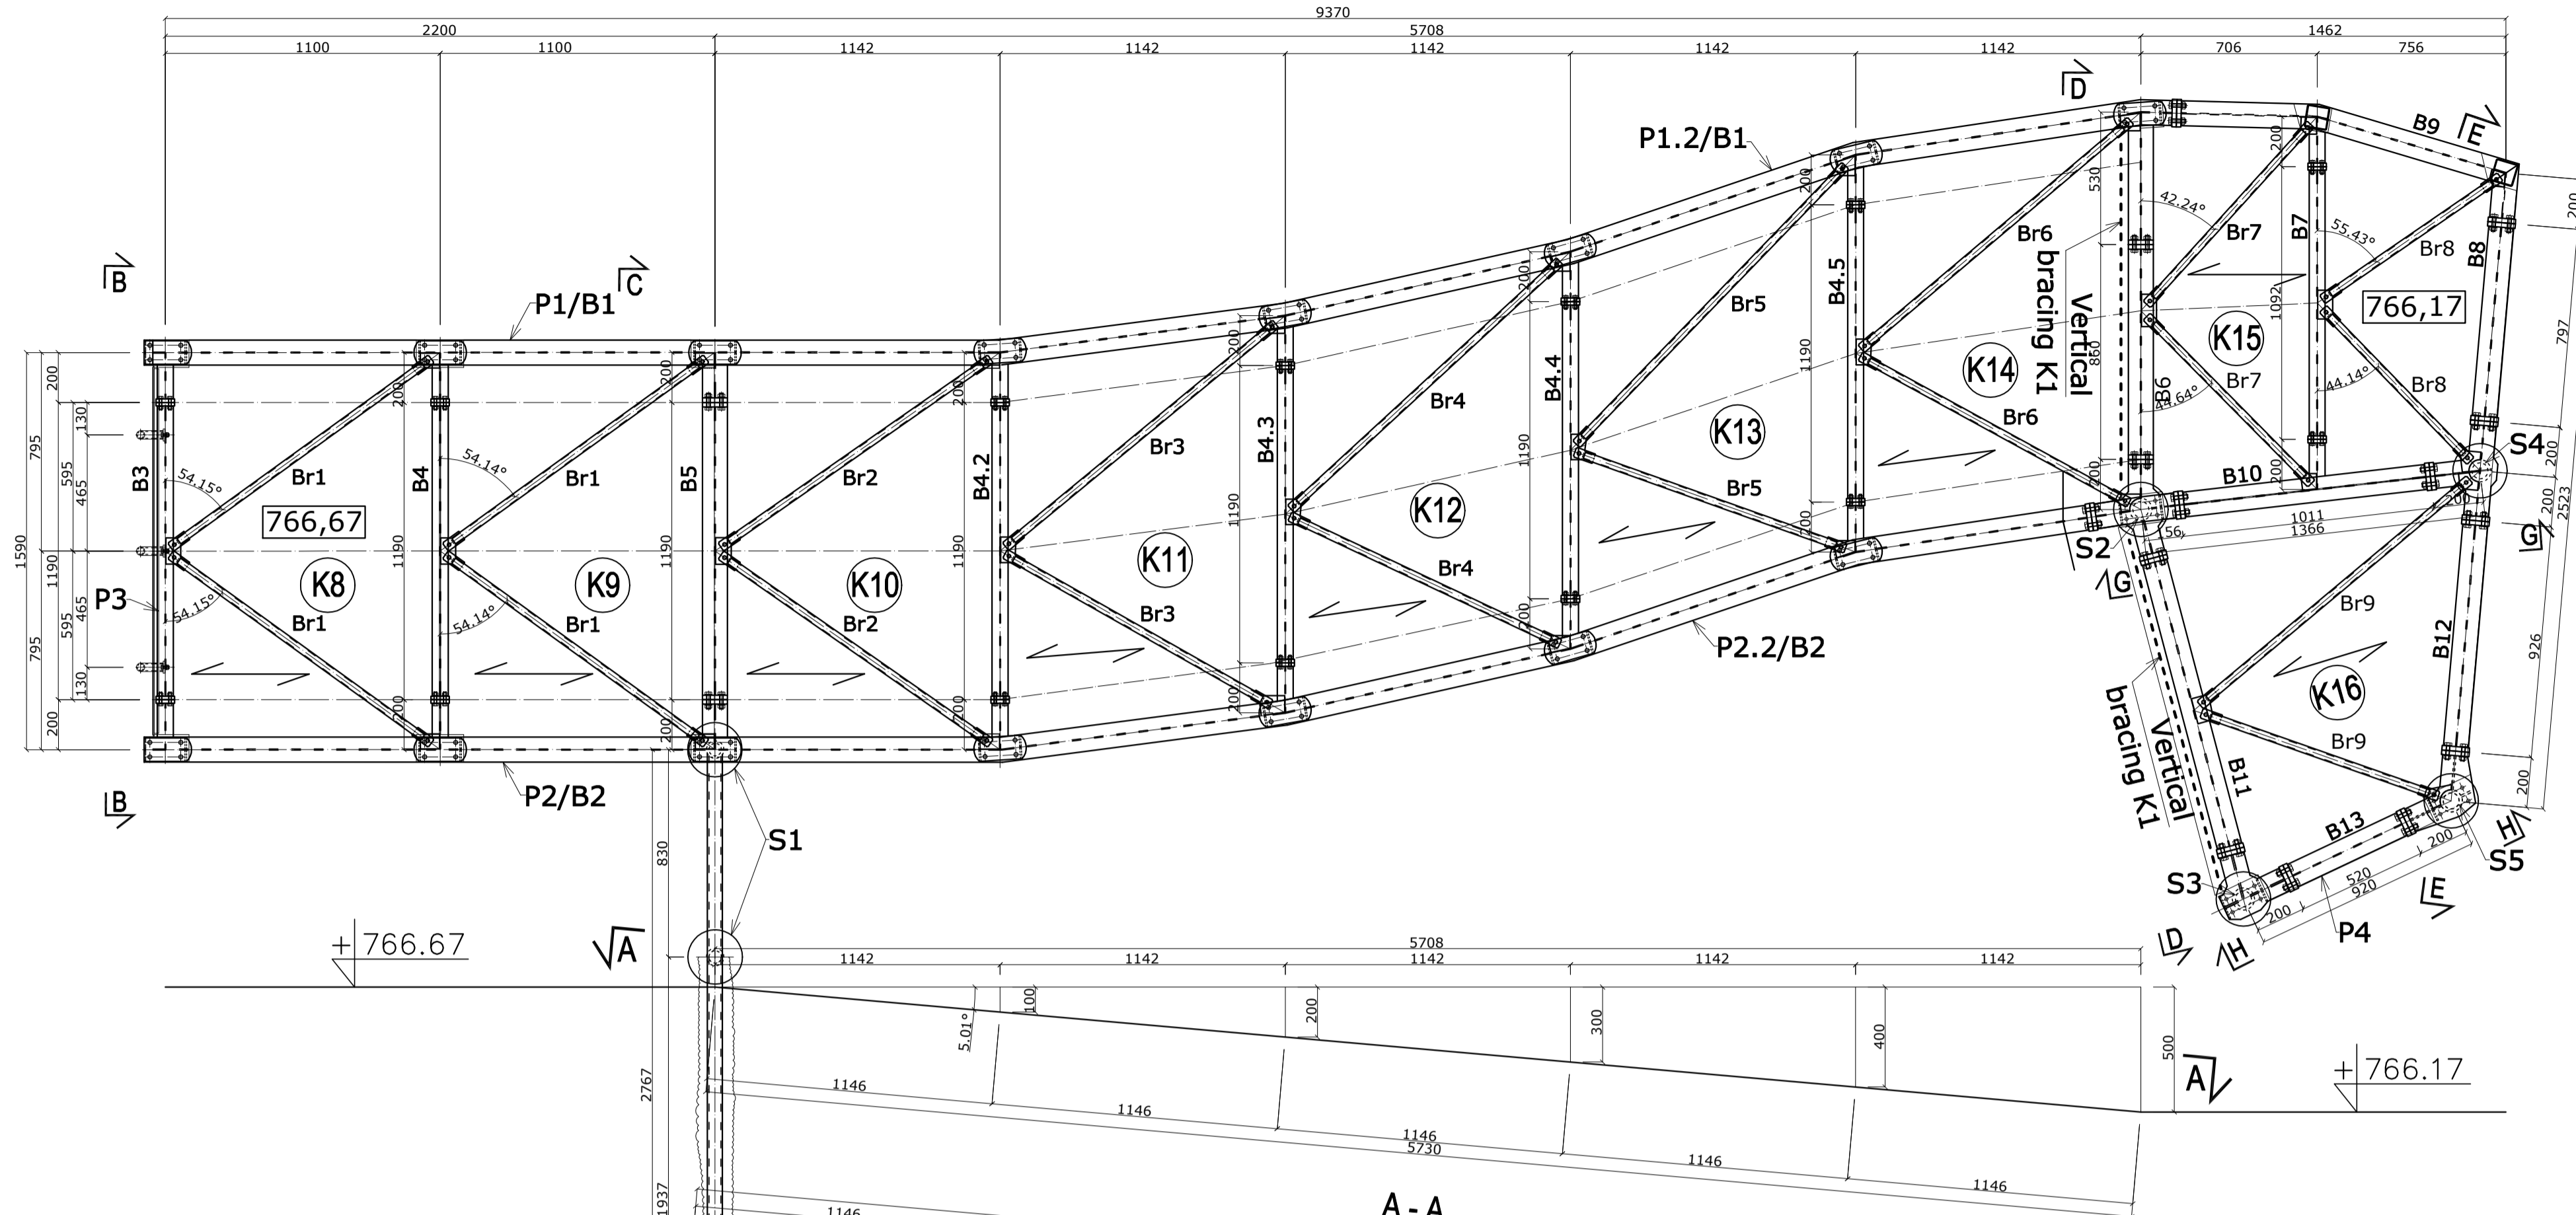 9370
2200
5708
1462
1100
1100
1142
1142
1142
1142
1142
706
756
D
B9
E
P1.2/B1
B
C
P1/B1
200
200
530
42.24°
Br7
B7
55.43°
Br8
B8
200
Br6
Vertical
bracing K1
B4.5
Br5
1092
K15
766,17
797
K14
860
B6
44.64°
Br7
44.14°
Br8
S4
200
200
200
B10
1011
1366
156
S2
G
G
2523
1590
795
795
200
1190
200
595
595
130
465
465
130
B3
54.15°
54.15°
Br1
766,67
K8
Br1
P3
B4
200
1190
200
54.14°
54.14°
Br1
K9
Br1
B5
200
1190
200
Br2
K10
Br2
B4.2
200
1190
200
Br3
K11
Br3
B4.3
200
1190
200
Br4
K12
Br4
B4.4
200
1190
200
K13
Br5
1190
200
Br6
200
P2.2/B2
B
P2/B2
S1
Br9
B12
926
K16
Br9
200
Vertical
bracing K1
B11
B13
H
S5
S3
520
920
200
200
E
P4
D
H
830
+766.67
A
5708
1142
1142
1142
1142
1142
5.01°
100
200
300
400
500
A
+766.17
2767
1937
1146
1146
1146
5730
1146
1146
1146
A - A